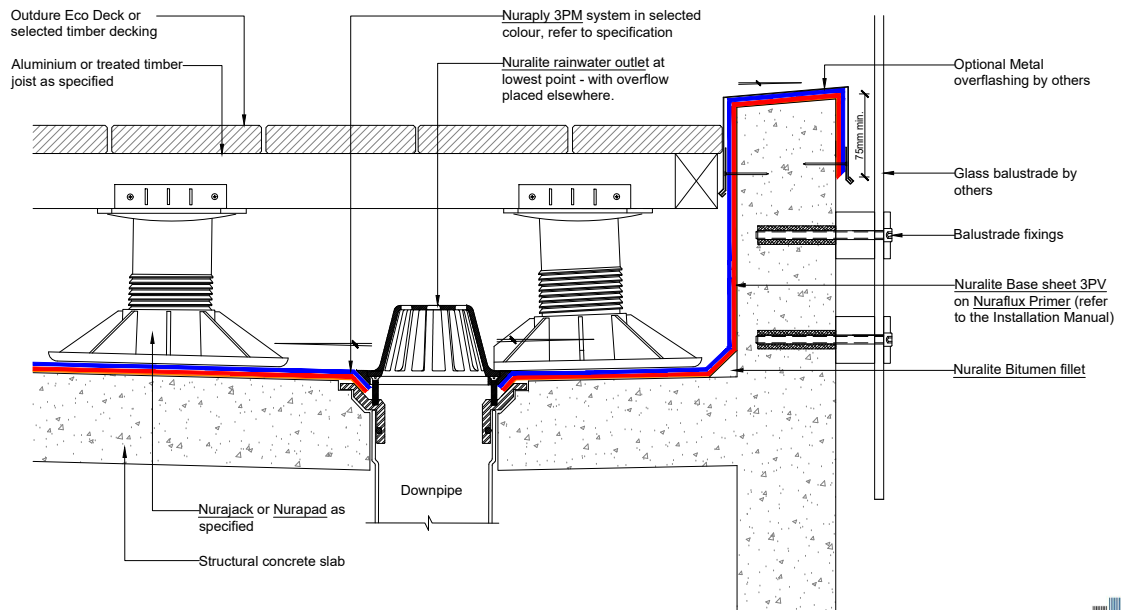 Outdure Eco Deck or
selected timber decking
Aluminium or treated timber
joist as specified
Nuraply 3PM system in selected
colour, refer to specification
Nuralite rainwater outlet at
lowest point - with overflow
placed elsewhere.
Optional Metal
overflashing by others
75mm min.
Glass balustrade by
others
Balustrade fixings
Nuralite Base sheet 3PV
on Nuraflux Primer (refer
to the Installation Manual)
Nuralite Bitumen fillet
Downpipe
Nurajack or Nurapad as
specified
Structural concrete slab